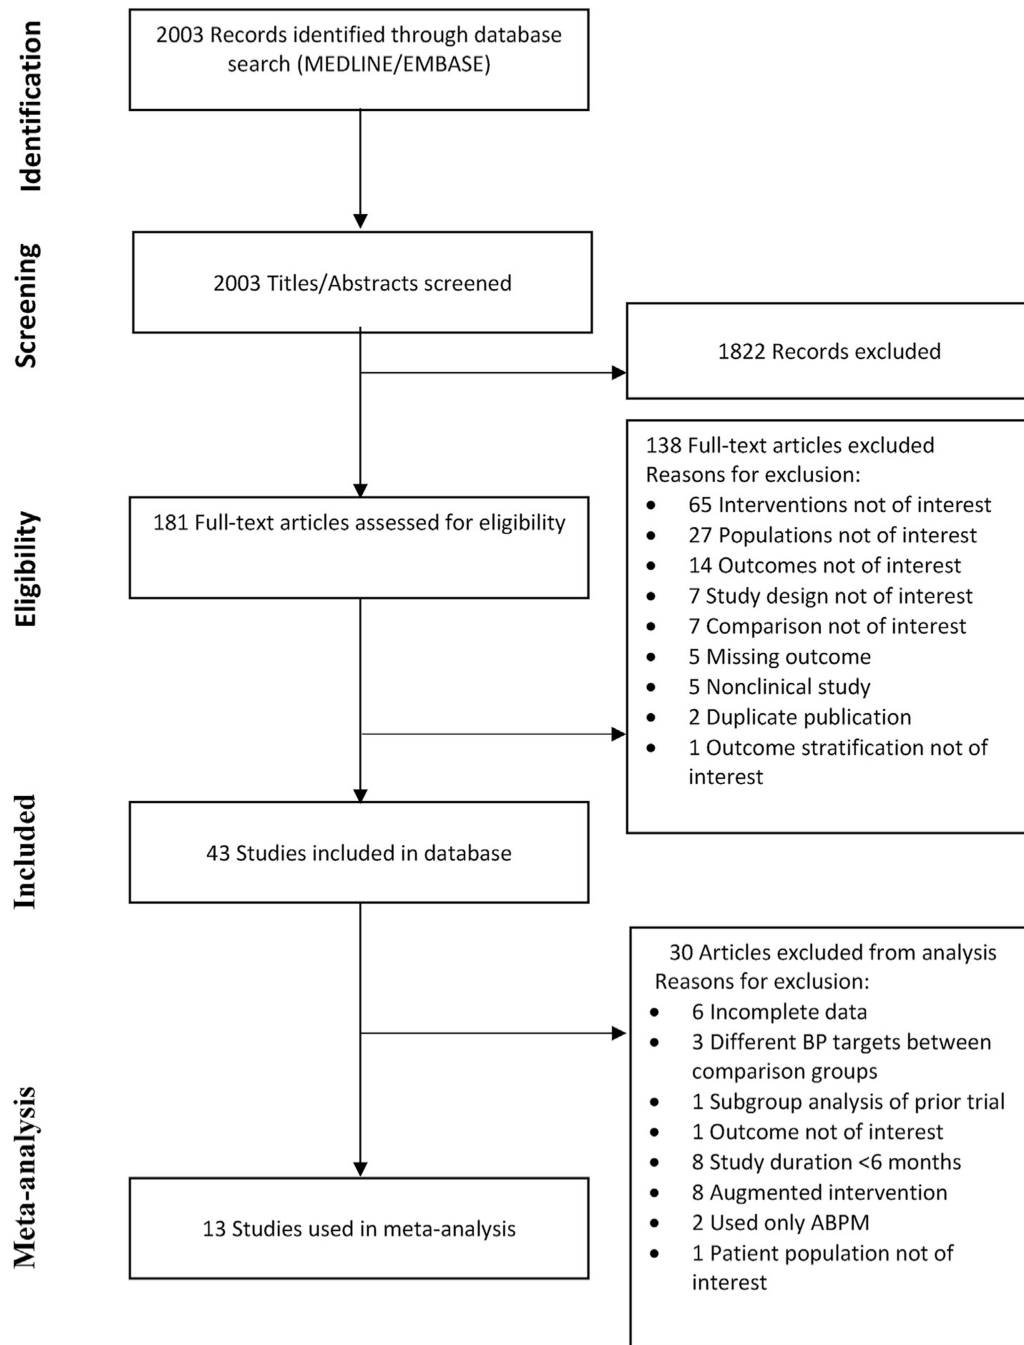 Identification
2003 Records identified through database
search (MEDLINE/EMBASE)
Screening
2003 Titles/Abstracts screened
1822 Records excluded
Eligibility
181 Full-text articles assessed for eligibility
138 Full-text articles excluded
Reasons for exclusion:
• 65 Interventions not of interest
• 27 Populations not of interest
• 14 Outcomes not of interest
• 7 Study design not of interest
• 7 Comparison not of interest
• 5 Missing outcome
• 5 Nonclinical study
• 2 Duplicate publication
• 1 Outcome stratification not of
interest
Included
43 Studies included in database
30 Articles excluded from analysis
Reasons for exclusion:
• 6 Incomplete data
• 3 Different BP targets between
comparison groups
• 1 Subgroup analysis of prior trial
• 1 Outcome not of interest
• 8 Study duration <6 months
• 8 Augmented intervention
• 2 Used only ABPM
• 1 Patient population not of
interest
Meta-analysis
13 Studies used in meta-analysis